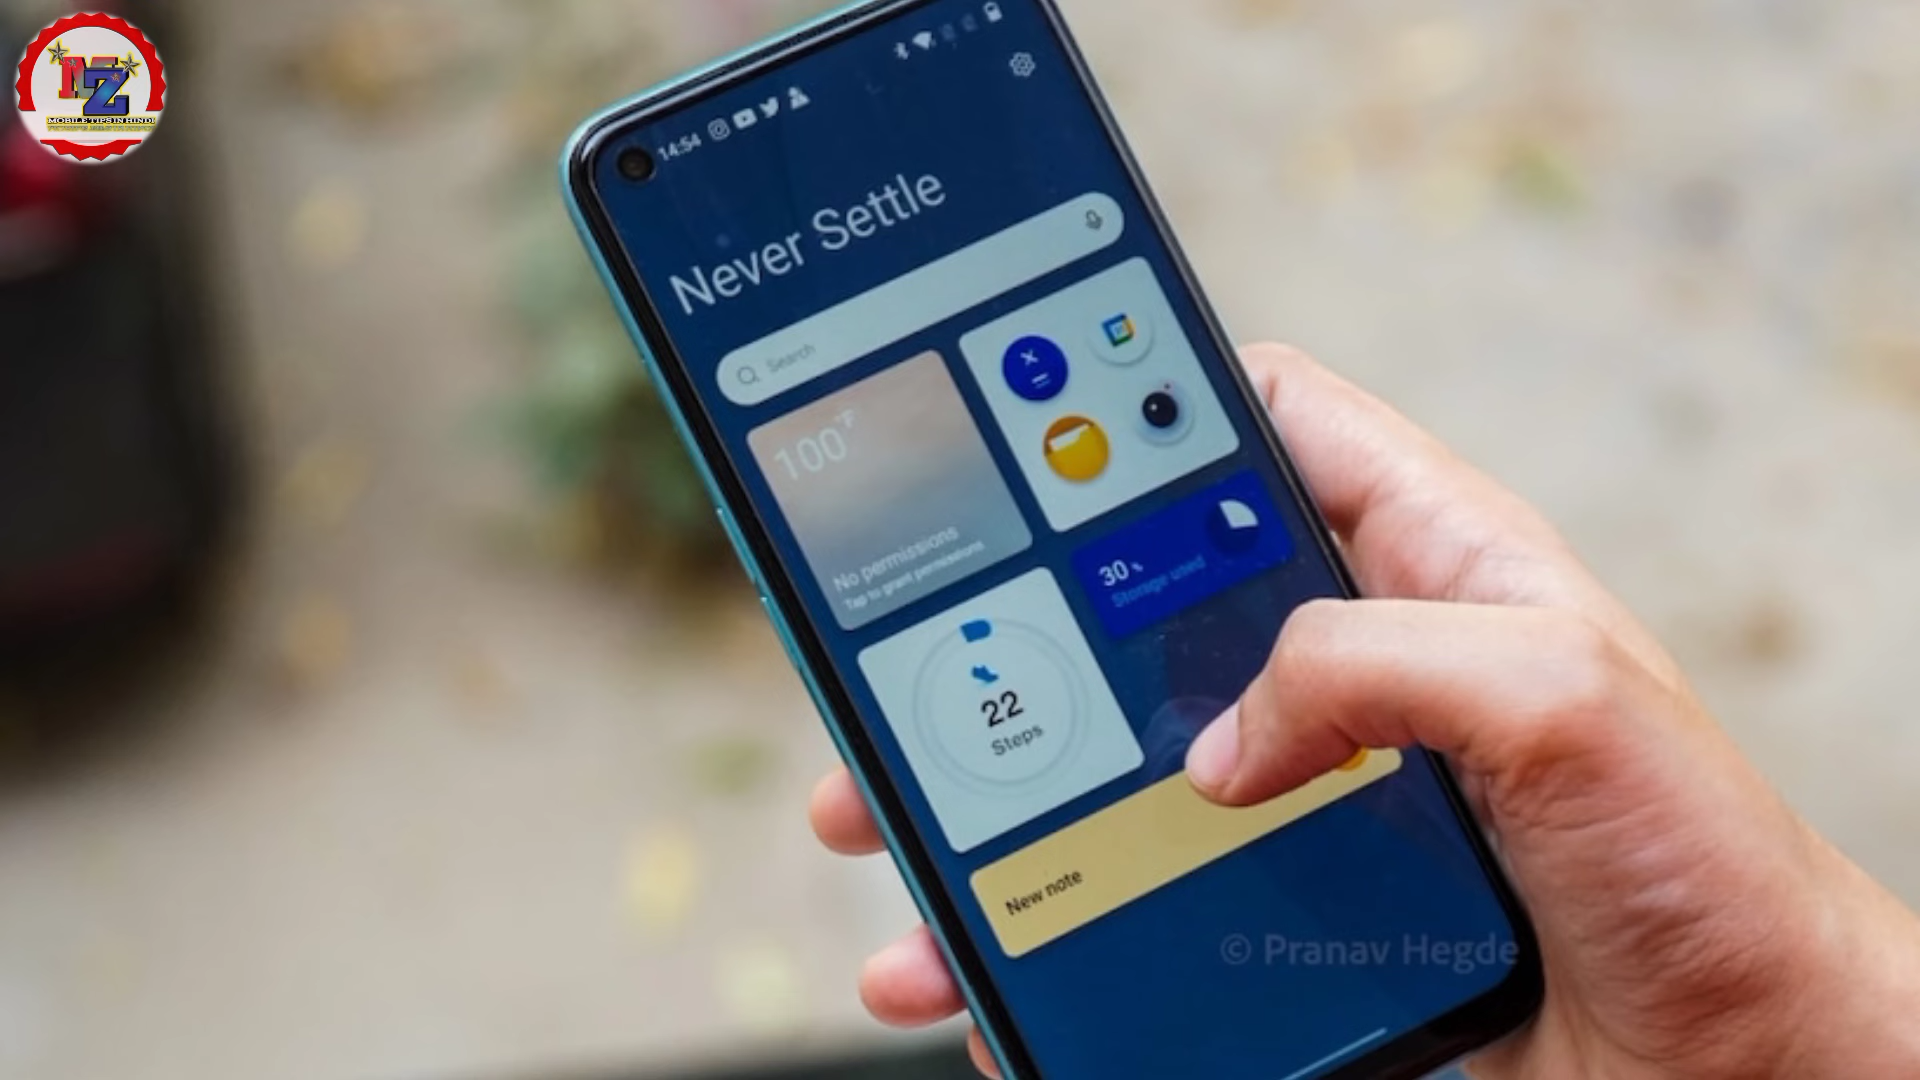 MZ
MOBILE TIPS IN HINDI
14:54
Never Settle
Search
100°F
No permissions
Tap to grant permissions
30 %
Storage used
22
Steps
New note
© Pranav Hegde